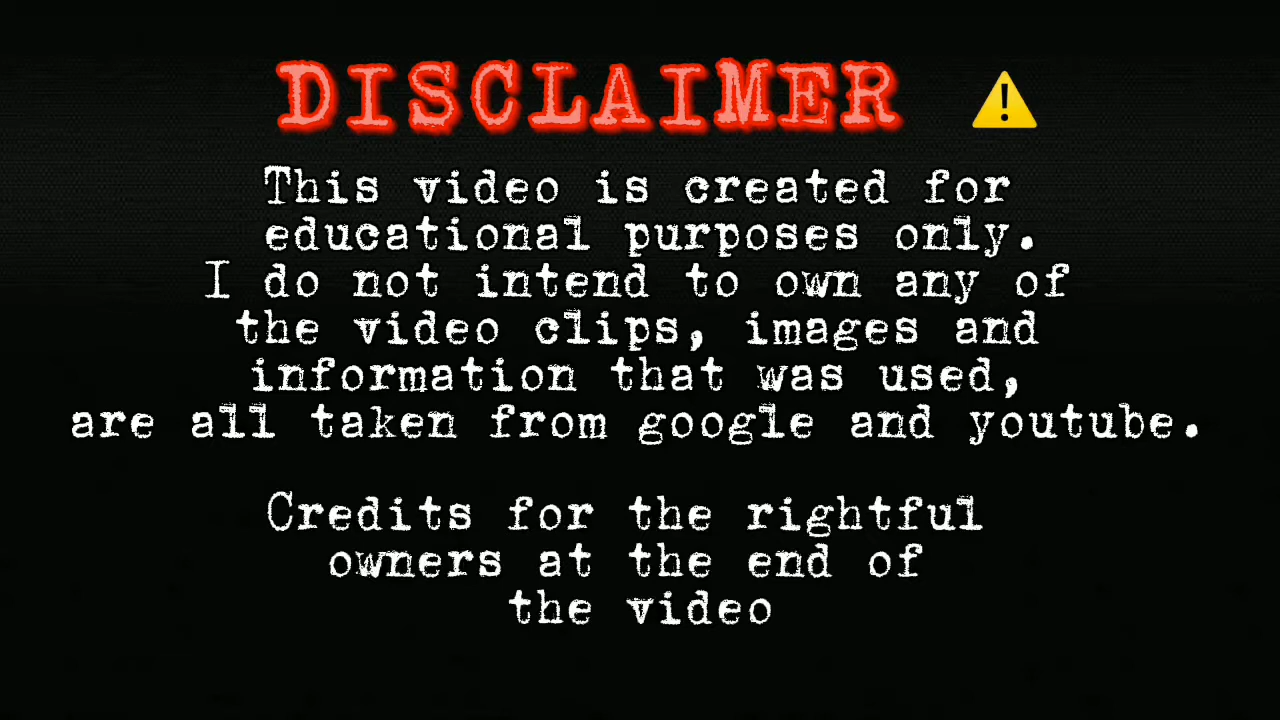 DISCLAIMER ⚠
This video is created for
educational purposes only.
I do not intend to own any of
the video clips, images and
information that was used,
are all taken from google and youtube.
Credits for the rightful
owners at the end of
the video